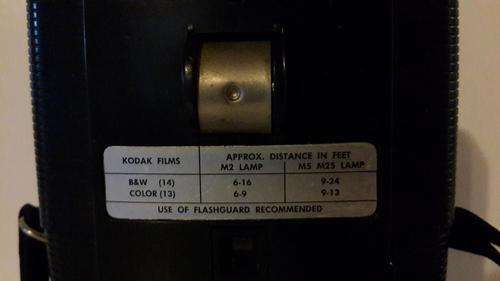 KODAK FILMS APPROX. DISTANCE IN FEET
M2 LAMP M5 M25 LAMP
B&W (14) 6-16 9-24
COLOR (13) 6-9 9-13
USE OF FLASHGUARD RECOMMENDED